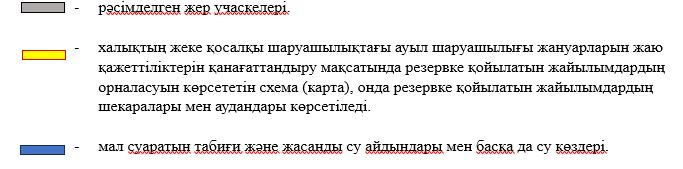 - рәсімделген жер учаскелері.
- халықтың жеке қосалқы шаруашылықтағы ауыл шаруашылығы жануарларын жаю
қажеттіліктерін қанағаттандыру мақсатында резервке қойылатын жайылымдардың
орналасуын көрсететін схема (карта), онда резервке қойылатын жайылымдардың
шекаралары мен аудандары көрсетіледі.
- мал суаратын табиғи және жасанды су айдындары мен басқа да су көздері.